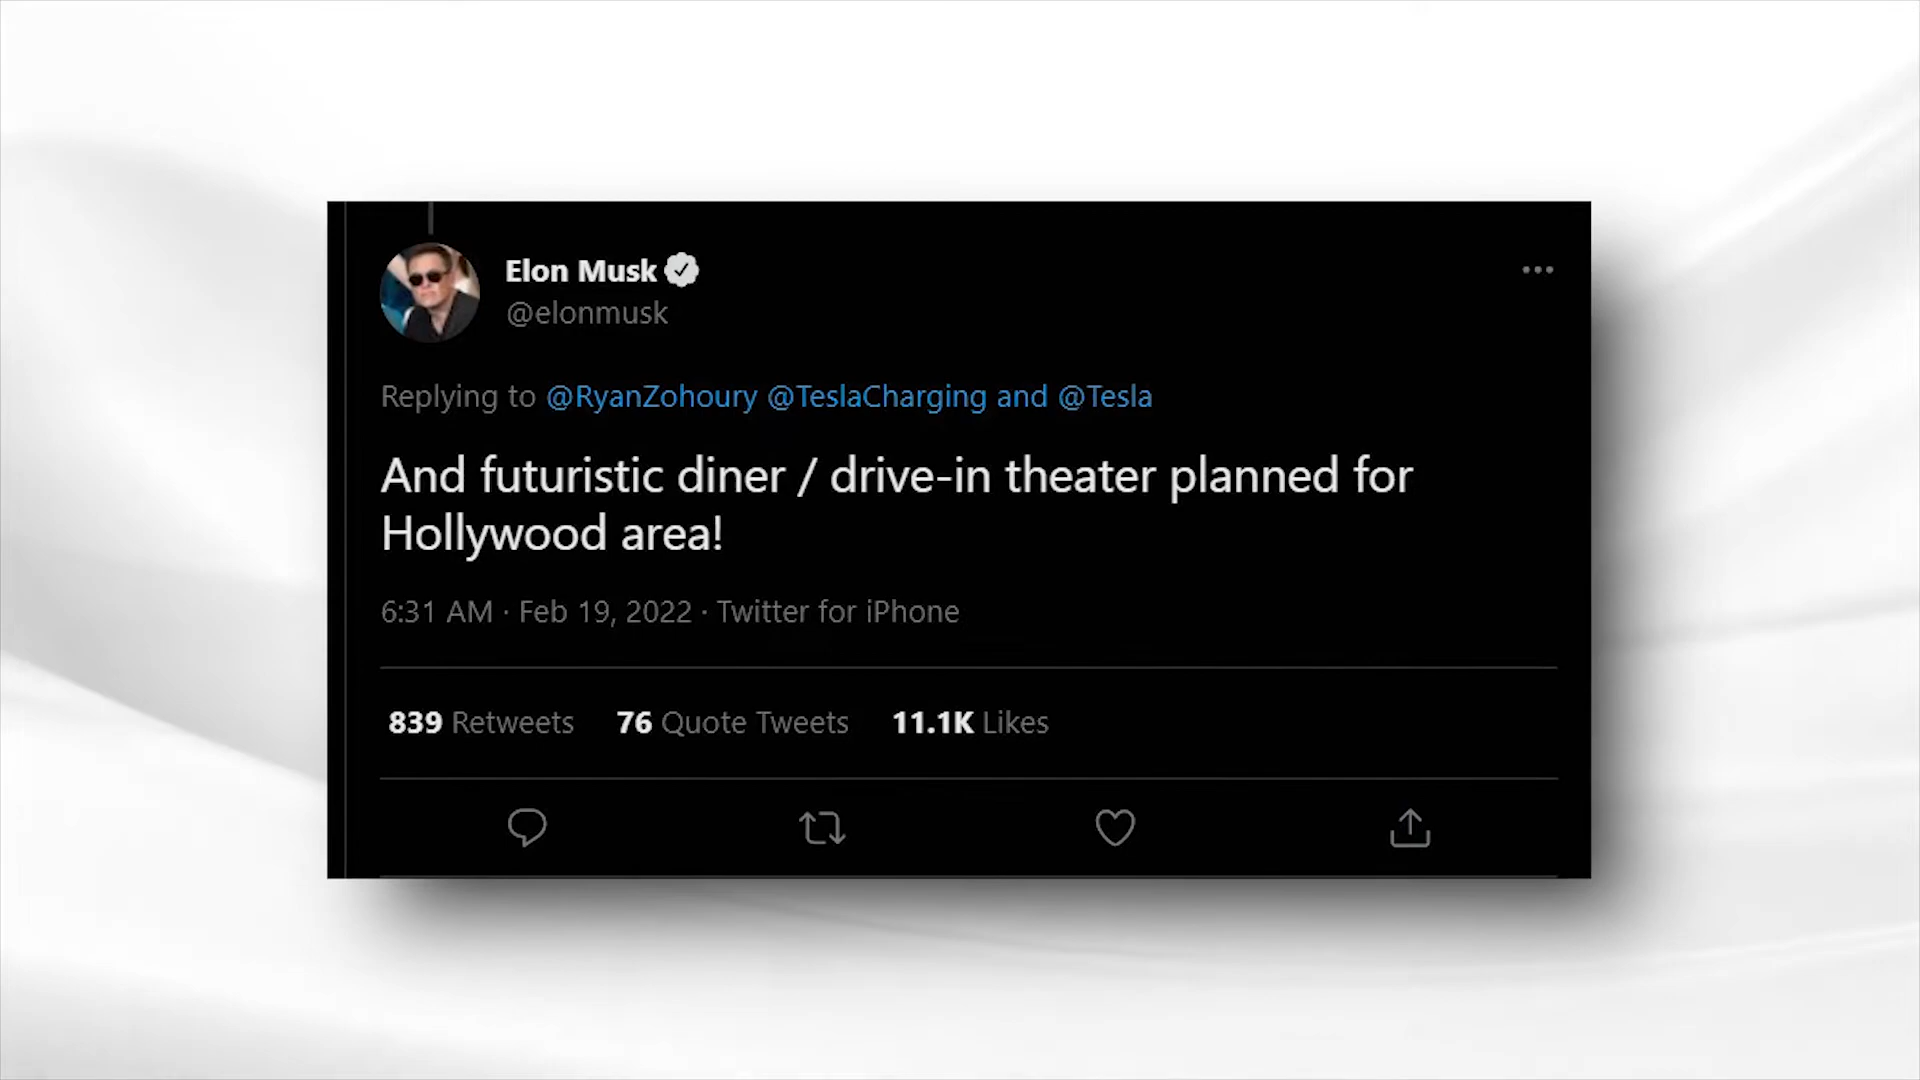 Elon Musk
@elonmusk
Replying to @RyanZohoury @TeslaCharging and @Tesla
And futuristic diner / drive-in theater planned for
Hollywood area!
6:31 AM · Feb 19, 2022 · Twitter for iPhone
839 Retweets 76 Quote Tweets 11.1K Likes